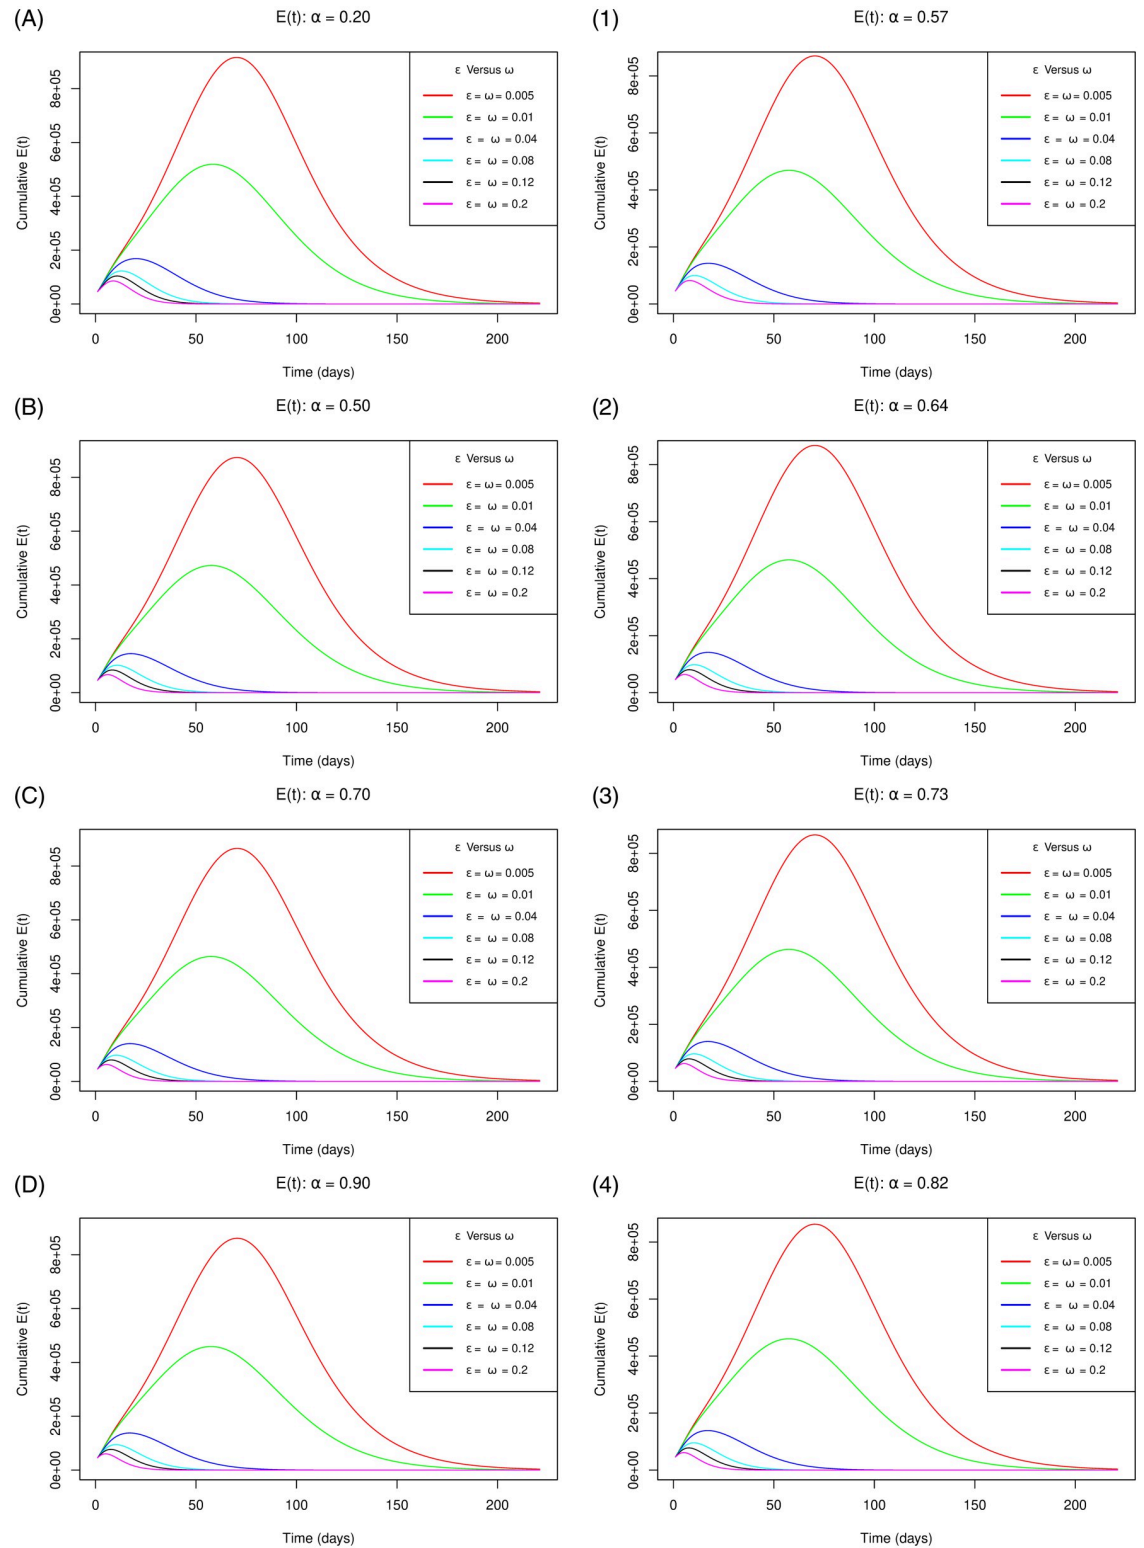 (A)
E(t): α = 0.20
Cumulative E(t)
0e+00 2e+05 4e+05 6e+05 8e+05
ε Versus ω
ε = ω = 0.005
ε = ω = 0.01
ε = ω = 0.04
ε = ω = 0.08
ε = ω = 0.12
ε = ω = 0.2
0 50 100 150 200
Time (days)
(1)
E(t): α = 0.57
Cumulative E(t)
0e+00 2e+05 4e+05 6e+05 8e+05
ε Versus ω
ε = ω = 0.005
ε = ω = 0.01
ε = ω = 0.04
ε = ω = 0.08
ε = ω = 0.12
ε = ω = 0.2
0 50 100 150 200
Time (days)
(B)
E(t): α = 0.50
Cumulative E(t)
0e+00 2e+05 4e+05 6e+05 8e+05
ε Versus ω
ε = ω = 0.005
ε = ω = 0.01
ε = ω = 0.04
ε = ω = 0.08
ε = ω = 0.12
ε = ω = 0.2
0 50 100 150 200
Time (days)
(2)
E(t): α = 0.64
Cumulative E(t)
0e+00 2e+05 4e+05 6e+05 8e+05
ε Versus ω
ε = ω = 0.005
ε = ω = 0.01
ε = ω = 0.04
ε = ω = 0.08
ε = ω = 0.12
ε = ω = 0.2
0 50 100 150 200
Time (days)
(C)
E(t): α = 0.70
Cumulative E(t)
0e+00 2e+05 4e+05 6e+05 8e+05
ε Versus ω
ε = ω = 0.005
ε = ω = 0.01
ε = ω = 0.04
ε = ω = 0.08
ε = ω = 0.12
ε = ω = 0.2
0 50 100 150 200
Time (days)
(3)
E(t): α = 0.73
Cumulative E(t)
0e+00 2e+05 4e+05 6e+05 8e+05
ε Versus ω
ε = ω = 0.005
ε = ω = 0.01
ε = ω = 0.04
ε = ω = 0.08
ε = ω = 0.12
ε = ω = 0.2
0 50 100 150 200
Time (days)
(D)
E(t): α = 0.90
Cumulative E(t)
0e+00 2e+05 4e+05 6e+05 8e+05
ε Versus ω
ε = ω = 0.005
ε = ω = 0.01
ε = ω = 0.04
ε = ω = 0.08
ε = ω = 0.12
ε = ω = 0.2
0 50 100 150 200
Time (days)
(4)
E(t): α = 0.82
Cumulative E(t)
0e+00 2e+05 4e+05 6e+05 8e+05
ε Versus ω
ε = ω = 0.005
ε = ω = 0.01
ε = ω = 0.04
ε = ω = 0.08
ε = ω = 0.12
ε = ω = 0.2
0 50 100 150 200
Time (days)